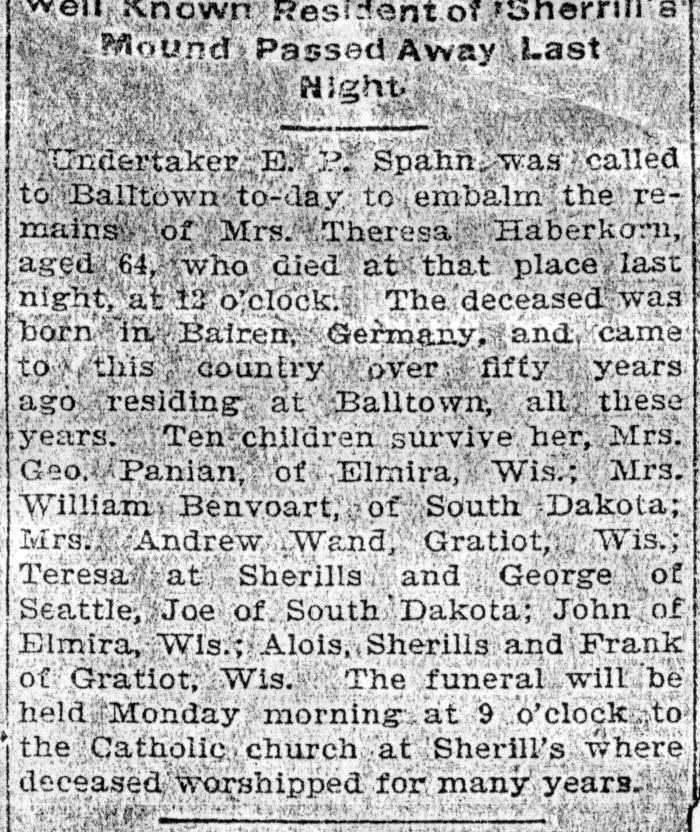 Well Known Resident of 'Sherrill's
Mound Passed Away Last
Night.
Undertaker E. P. Spahn was called
to Balltown to-day to embalm the re-
mains of Mrs. Theresa Haberkorn,
aged 64, who died at that place last
night, at 12 o'clock. The deceased was
born in Bairen, Germany, and came
to this country over fifty years
ago residing at Balltown, all these
years. Ten children survive her, Mrs.
Geo. Panian, of Elmira, Wis.; Mrs.
William Benvoart, of South Dakota;
Mrs. Andrew Wand, Gratiot, Wis.;
Teresa at Sherills and George of
Seattle, Joe of South Dakota; John of
Elmira, Wis.; Alois, Sherills and Frank
of Gratiot, Wis. The funeral will be
held Monday morning at 9 o'clock to
the Catholic church at Sherill's where
deceased worshipped for many years.